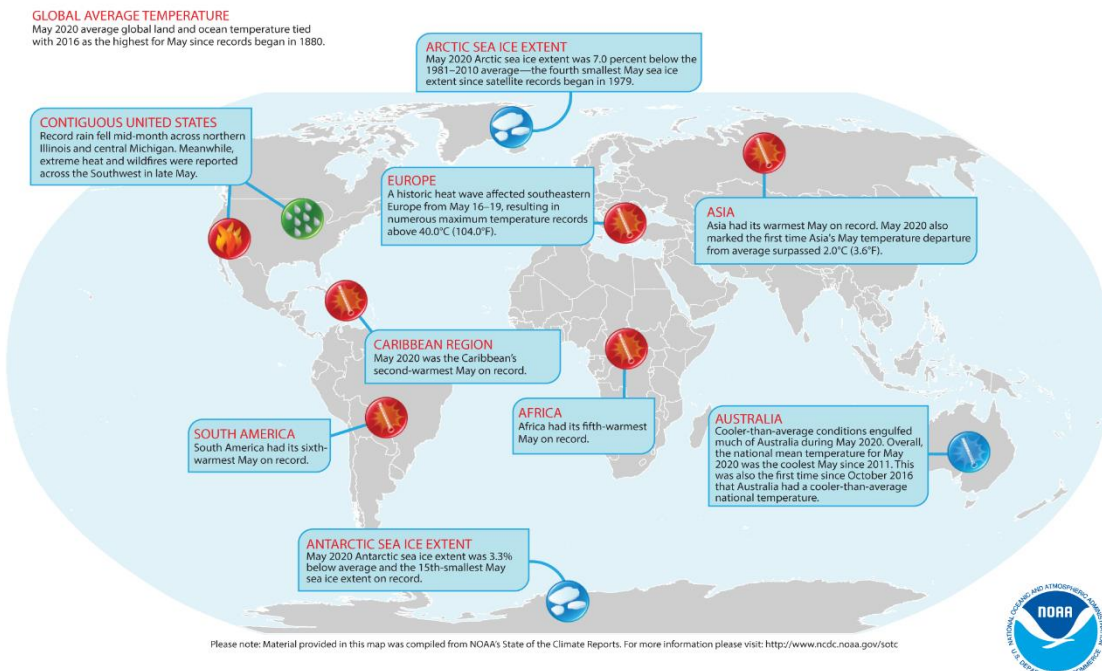 GLOBAL AVERAGE TEMPERATURE
May 2020 average global land and ocean temperature tied
with 2016 as the highest for May since records began in 1880.
ARCTIC SEA ICE EXTENT
May 2020 Arctic sea ice extent was 7.0 percent below the
1981–2010 average—the fourth smallest May sea ice
extent since satellite records began in 1979.
CONTIGUOUS UNITED STATES
Record rain fell mid-month across northern
Illinois and central Michigan. Meanwhile,
extreme heat and wildfires were reported
across the Southwest in late May.
EUROPE
A historic heat wave affected southeastern
Europe from May 16–19, resulting in
numerous maximum temperature records
above 40.0°C (104.0°F).
ASIA
Asia had its warmest May on record. May 2020 also
marked the first time Asia's May temperature departure
from average surpassed 2.0°C (3.6°F).
CARIBBEAN REGION
May 2020 was the Caribbean's
second-warmest May on record.
SOUTH AMERICA
South America had its sixth-
warmest May on record.
AFRICA
Africa had its fifth-warmest
May on record.
AUSTRALIA
Cooler-than-average conditions engulfed
much of Australia during May 2020. Overall,
the national mean temperature for May
2020 was the coolest May since 2011. This
was also the first time since October 2016
that Australia had a cooler-than-average
national temperature.
ANTARCTIC SEA ICE EXTENT
May 2020 Antarctic sea ice extent was 3.3%
below average and the 15th-smallest May
sea ice extent on record.
Please note: Material provided in this map was compiled from NOAA's State of the Climate Reports. For more information please visit: http://www.ncdc.noaa.gov/sotc
NOAA